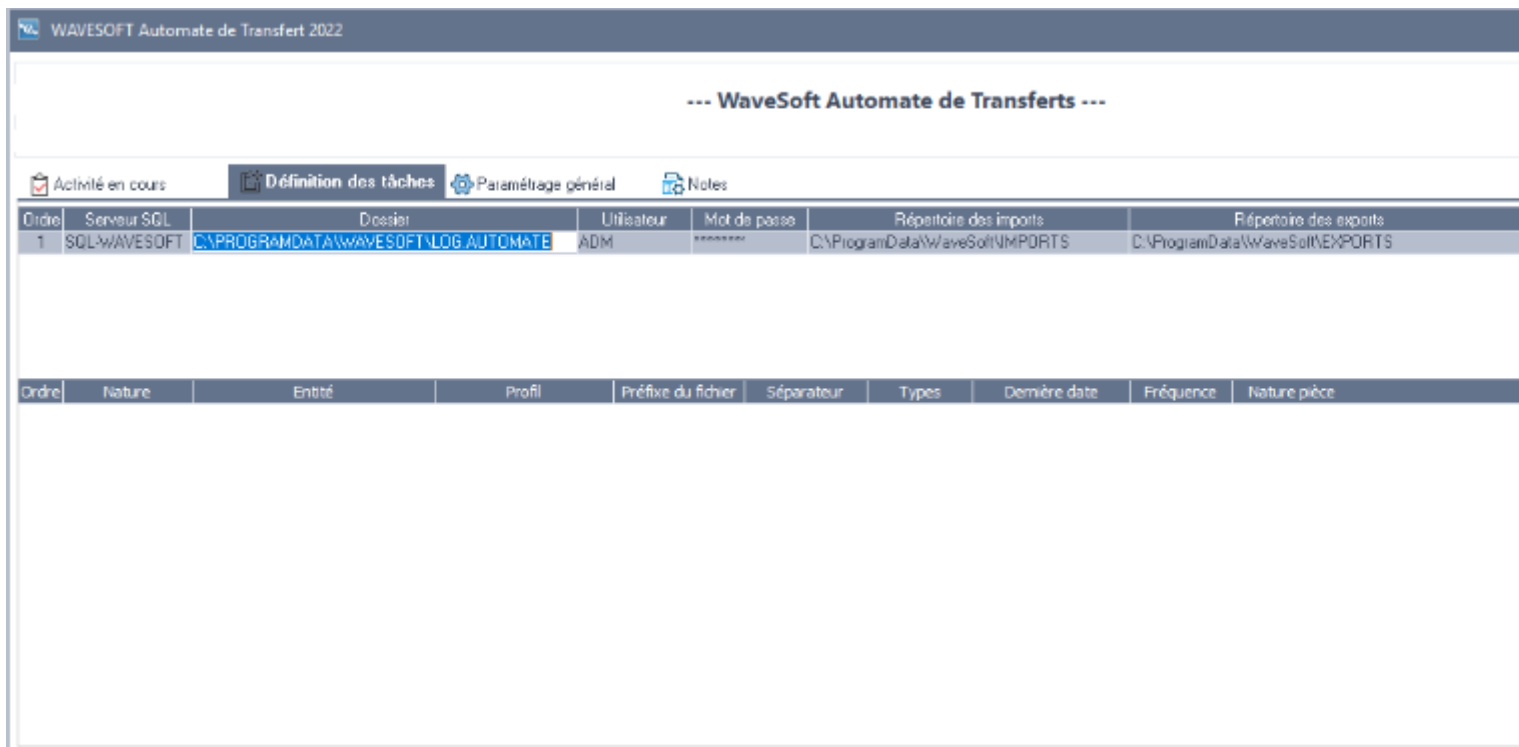 WAVESOFT Automate de Transfert 2022
--- WaveSoft Automate de Transferts ---
Activité en cours Définition des tâches Paramétrage général Notes
Ordre Serveur SQL Dossier Utilisateur Mot de passe Répertoire des imports Répertoire des exports
1 SQL-WAVESOFT C:\PROGRAMDATA\WAVESOFT\LOG AUTOMATE ADM ******** C:\ProgramData\WaveSoft\IMPORTS C:\ProgramData\WaveSoft\EXPORTS
Ordre Nature Entité Profil Préfixe du fichier Séparateur Types Dernière date Fréquence Nature pièce